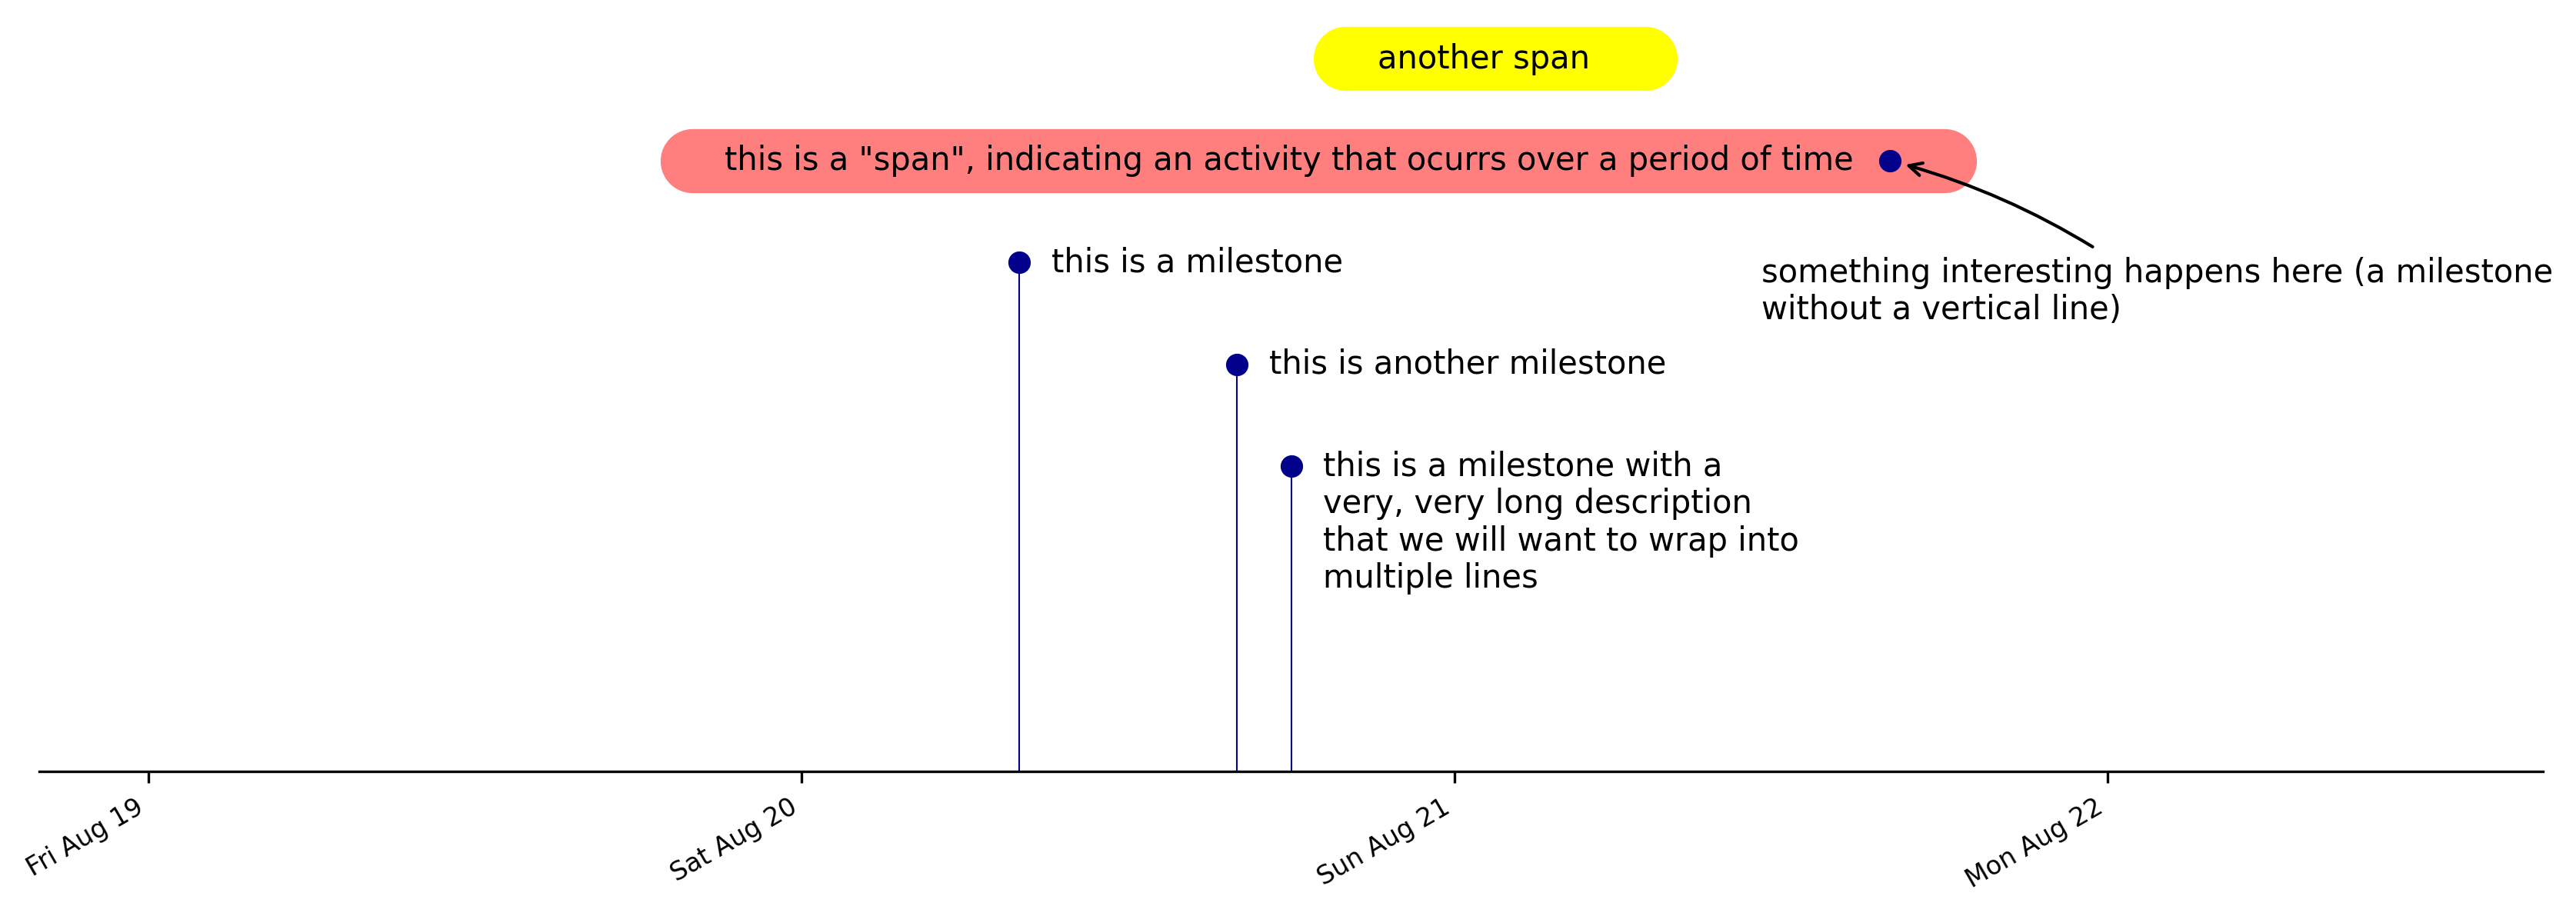 another span
this is a "span", indicating an activity that ocurrs over a period of time
this is a milestone
something interesting happens here (a milestone
without a vertical line)
this is another milestone
this is a milestone with a
very, very long description
that we will want to wrap into
multiple lines
Fri Aug 19
Sat Aug 20
Sun Aug 21
Mon Aug 22